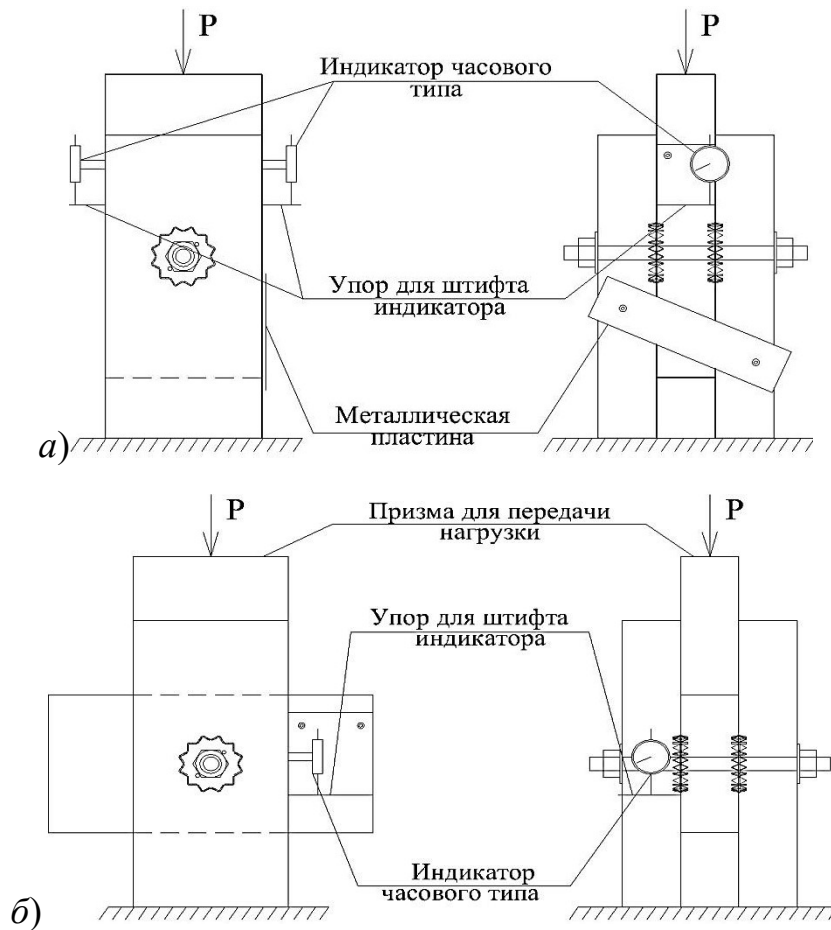 P
P
Индикатор часового
типа
Упор для штифта
индикатора
Металлическая
пластина
а)
P
P
Призма для передачи
нагрузки
Упор для штифта
индикатора
Индикатор
часового типа
б)